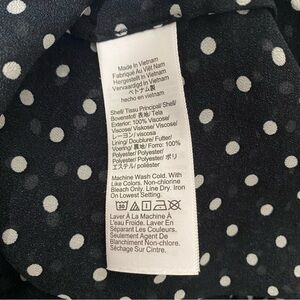 Made In Vietnam
Fabriqué Au Viêt Nam
Hergestellt In Vietnam
Vervaardigd In Vietnam
ベトナム製
hecho en vietnam
Shell/ Tissu Principal/ Shell/
Bovenstof/ 表地/ Tela
Exterior: 100% Viscose/
Viscose/ Viskose/ Viscose/
レーヨン/ viscosa
Lining/ Doublure/ Futter/
Voering/ 裏地/ Forro: 100%
Polyester/ Polyester/
Polyester/ Polyester/ ポリ
エステル/ poliéster
Machine Wash Cold. With
Like Colors. Non-chlorine
Bleach Only. Line Dry. Iron
On Lowest Setting.
Laver À La Machine À
L'eau Froide. Laver En
Séparant Les Couleurs.
Seulement Agent De
Blanchiment Non-chloré.
Séchage Sur Cintre.